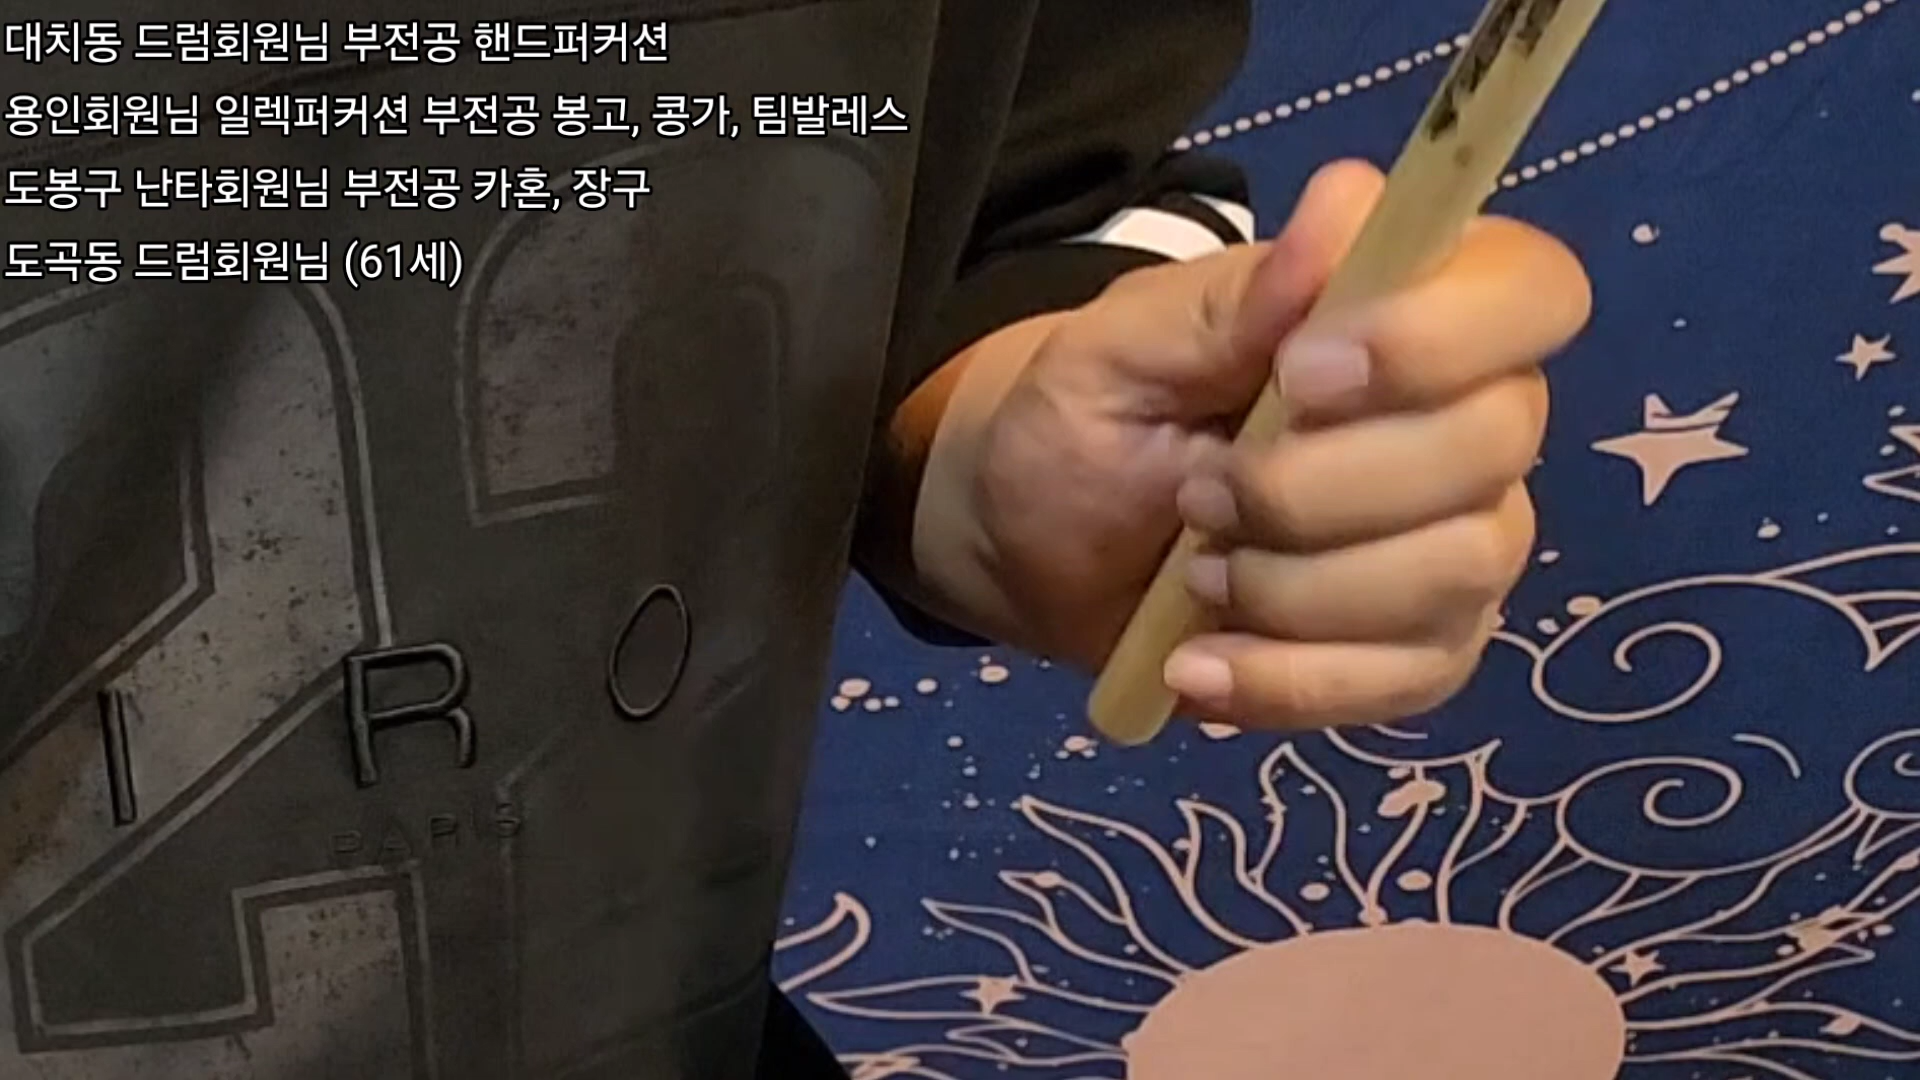 대치동 드럼회원님 부전공 핸드퍼커션
용인회원님 일렉퍼커션 부전공 봉고, 콩가, 팀발레스
도봉구 난타회원님 부전공 카혼, 장구
도곡동 드럼회원님 (61세)
I R O
PARIS